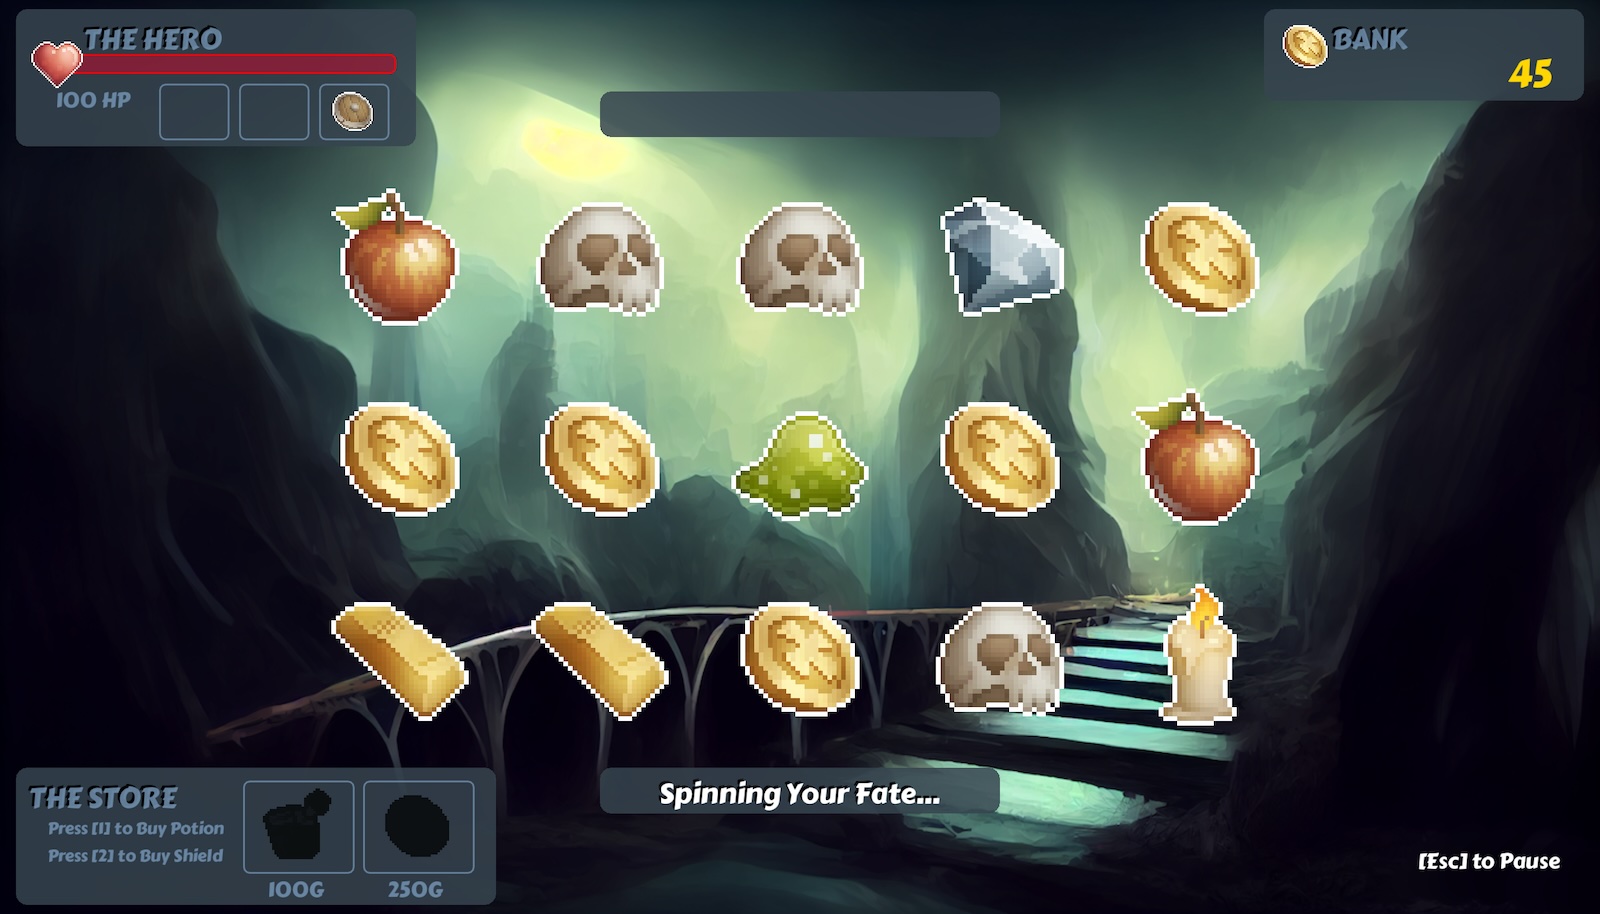 THE HERO
100 HP
BANK
45
Spinning Your Fate...
THE STORE
Press [1] to Buy Potion
Press [2] to Buy Shield
100G
250G
[Esc] to Pause